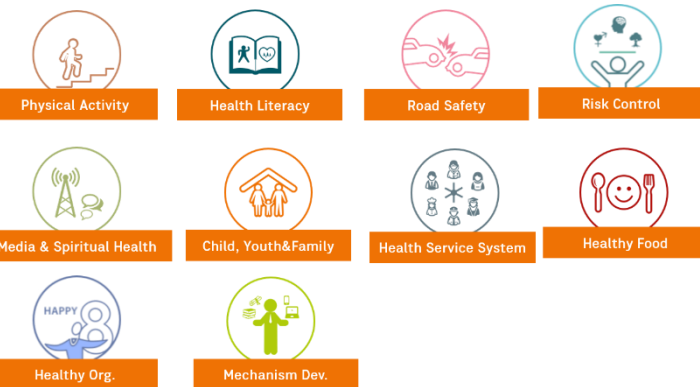 Physical Activity
Health Literacy
Road Safety
Risk Control
Media & Spiritual Health
Child, Youth&Family
Health Service System
Healthy Food
HAPPY 8
Healthy Org.
Mechanism Dev.